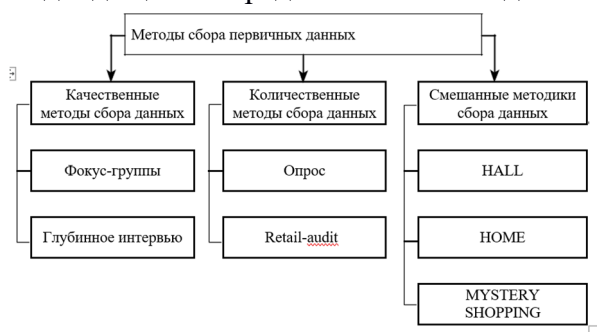 Методы сбора первичных данных
Качественные
методы сбора данных
Количественные
методы сбора данных
Смешанные методики
сбора данных
Фокус-группы
Опрос
HALL
Глубинное интервью
Retail-audit
HOME
MYSTERY
SHOPPING